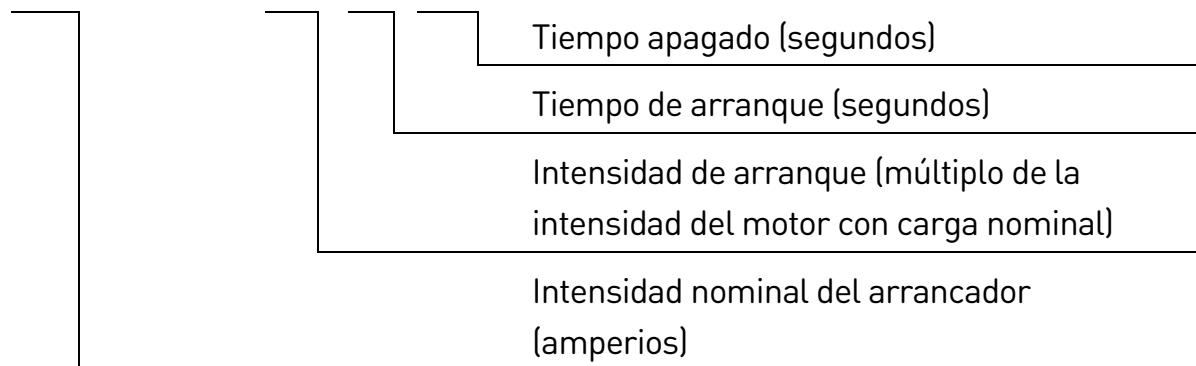 Tiempo apagado (segundos)
Tiempo de arranque (segundos)
Intensidad de arranque (múltiplo de la
intensidad del motor con carga nominal)
Intensidad nominal del arrancador
(amperios)